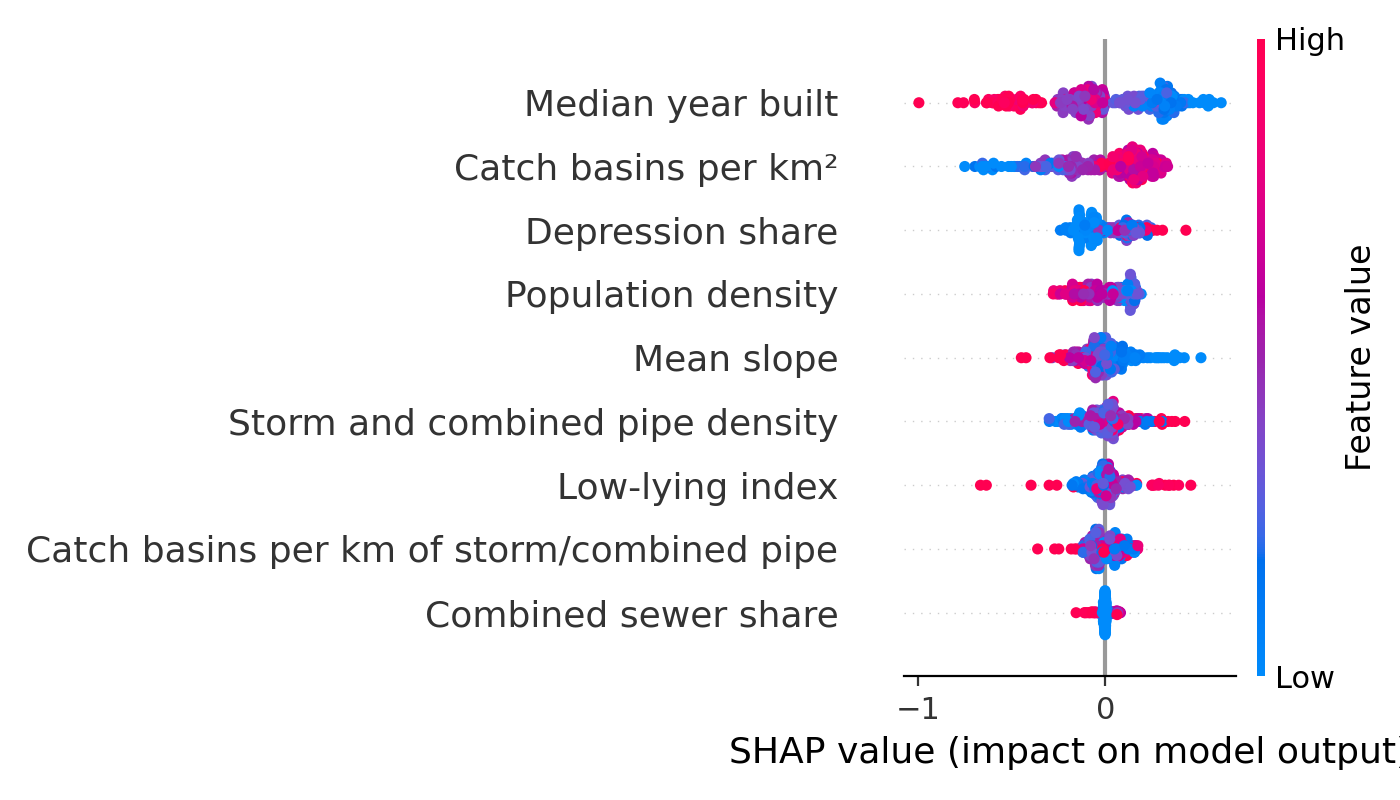 High
Median year built
Catch basins per km²
Depression share
Population density
Mean slope
Storm and combined pipe density
Low-lying index
Catch basins per km of storm/combined pipe
Combined sewer share
Feature value
Low
−1 0
SHAP value (impact on model output)